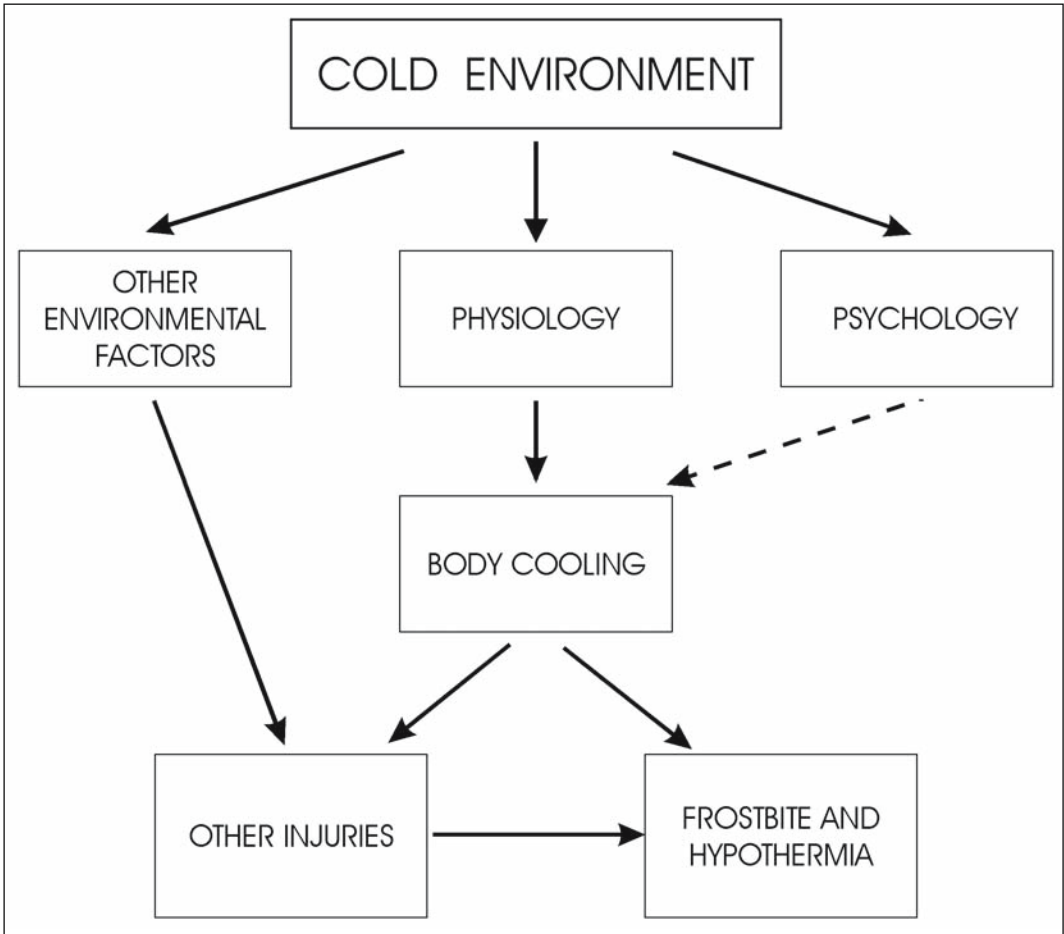 COLD ENVIRONMENT
OTHER
ENVIRONMENTAL
FACTORS
PHYSIOLOGY
PSYCHOLOGY
BODY COOLING
OTHER INJURIES
FROSTBITE AND
HYPOTHERMIA